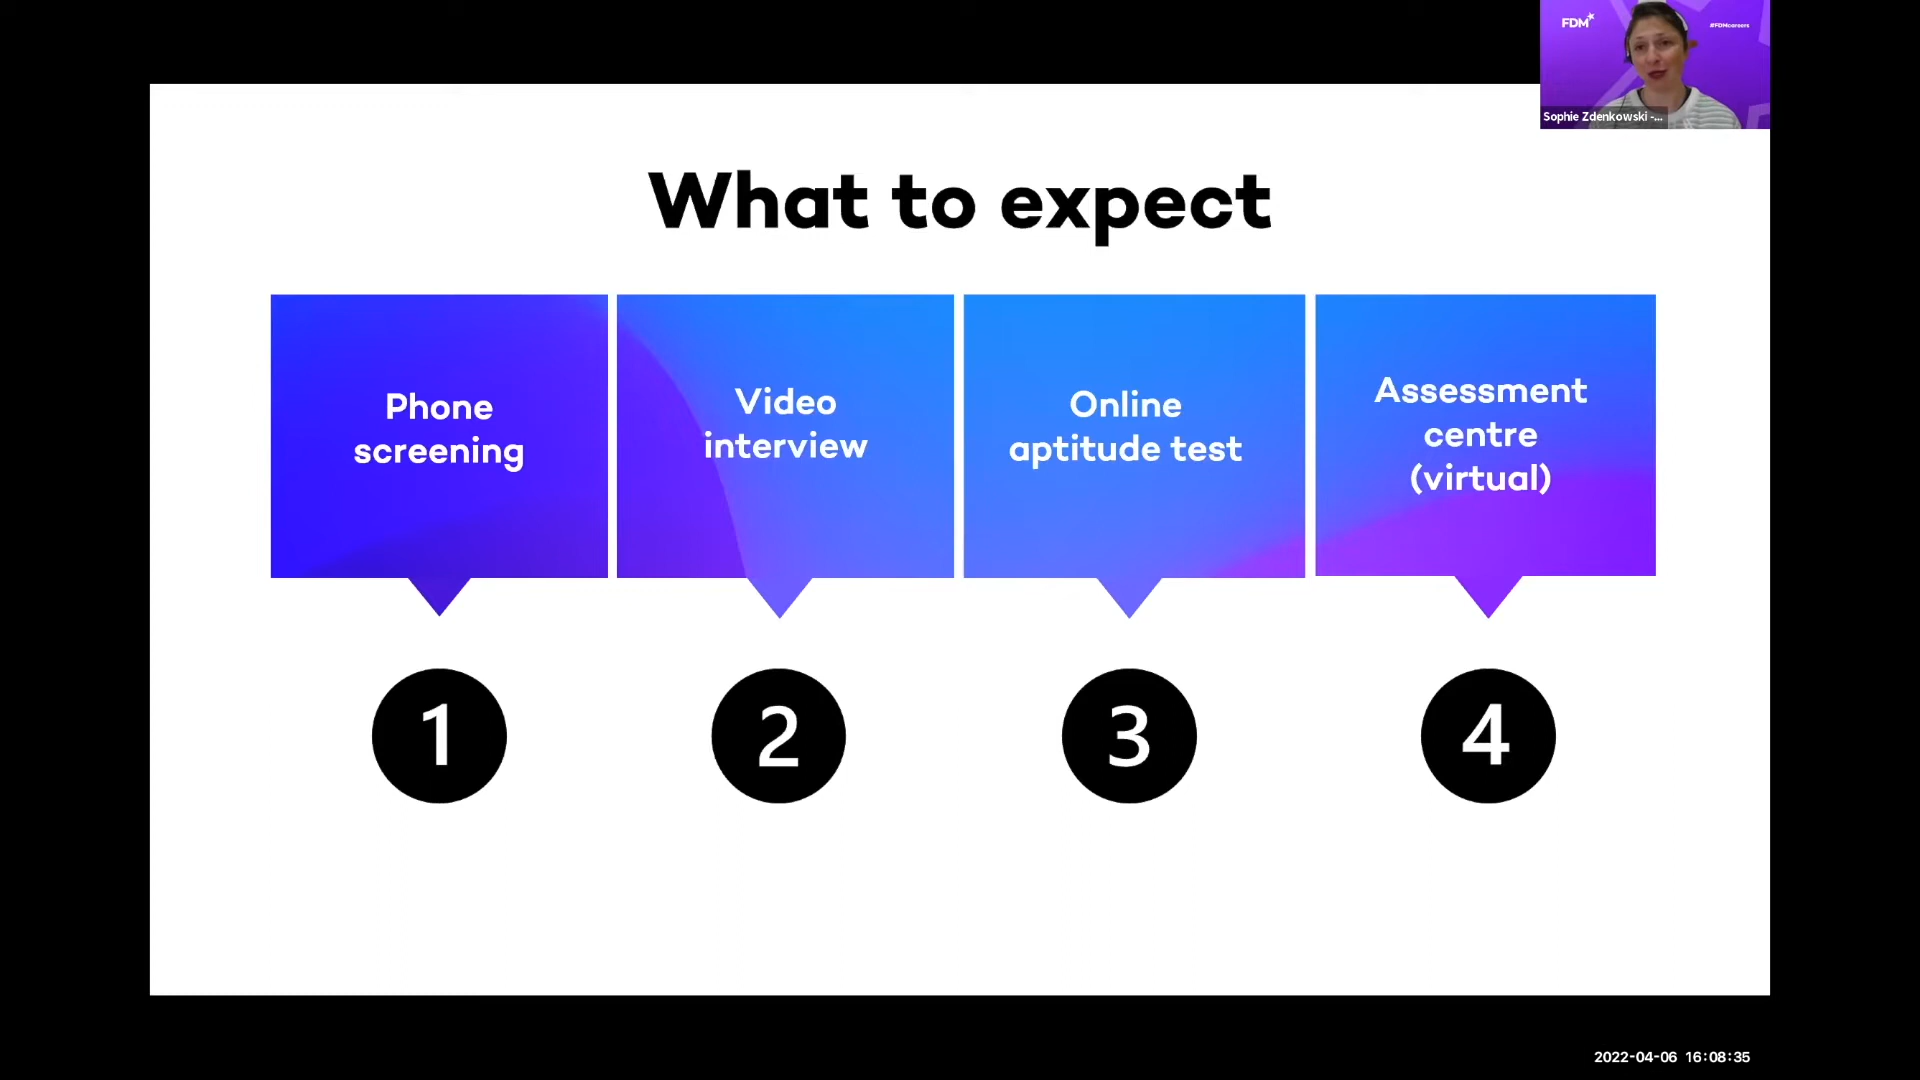 FDM
#FDMcareers
Sophie Zdenkowski -...
What to expect
Phone
screening
Video
interview
Online
aptitude test
Assessment
centre
(virtual)
1
2
3
4
2022-04-06 16:08:35